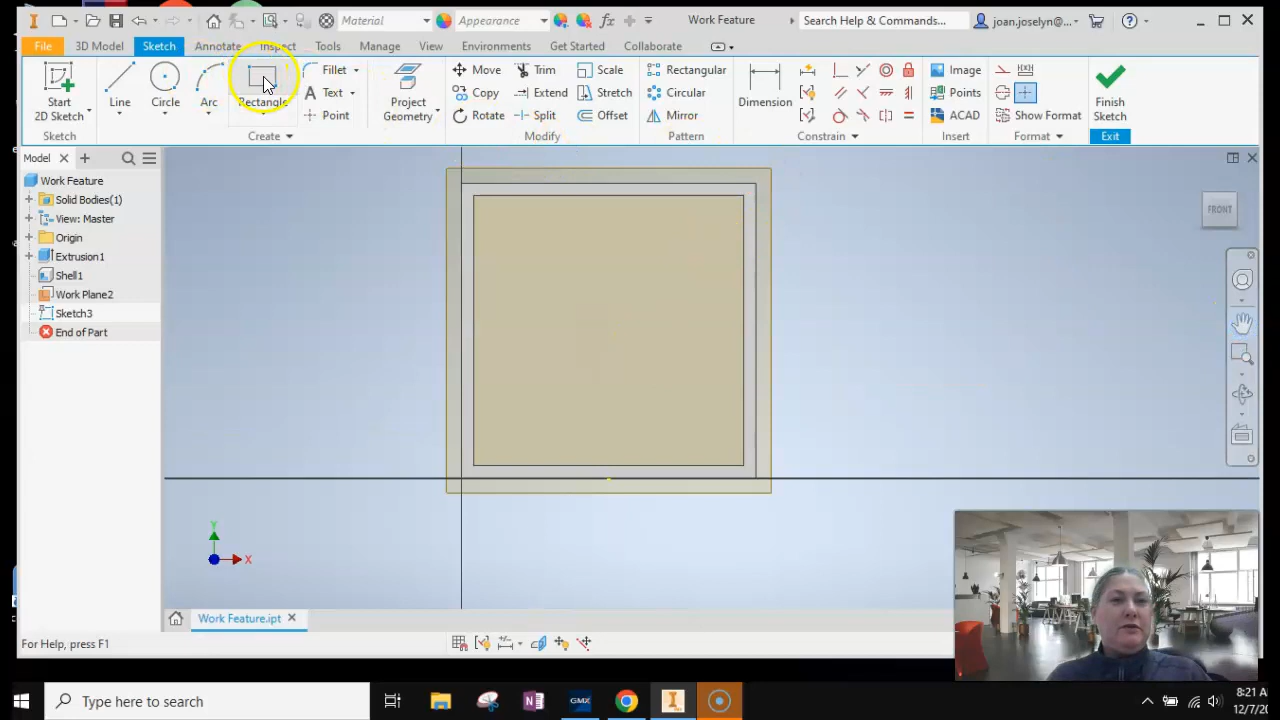 Material
Appearance
fx
Work Feature
Search Help & Commands...
joan.joselyn@...
File
3D Model
Sketch
Annotate
Inspect
Tools
Manage
View
Environments
Get Started
Collaborate
Start
2D Sketch
Line
Circle
Arc
Rectangle
Fillet
A Text
Point
Project
Geometry
Move
Copy
Rotate
Trim
Extend
Split
Scale
Stretch
Offset
Rectangular
Circular
Mirror
Dimension
Image
Points
ACAD
Show Format
Finish
Sketch
Sketch
Create
Modify
Pattern
Constrain
Insert
Format
Exit
Model
Work Feature
Solid Bodies(1)
View: Master
Origin
Extrusion1
Shell1
Work Plane2
Sketch3
End of Part
FRONT
Y
X
Work Feature.ipt
For Help, press F1
Type here to search
GMX
8:21 AM
12/7/20